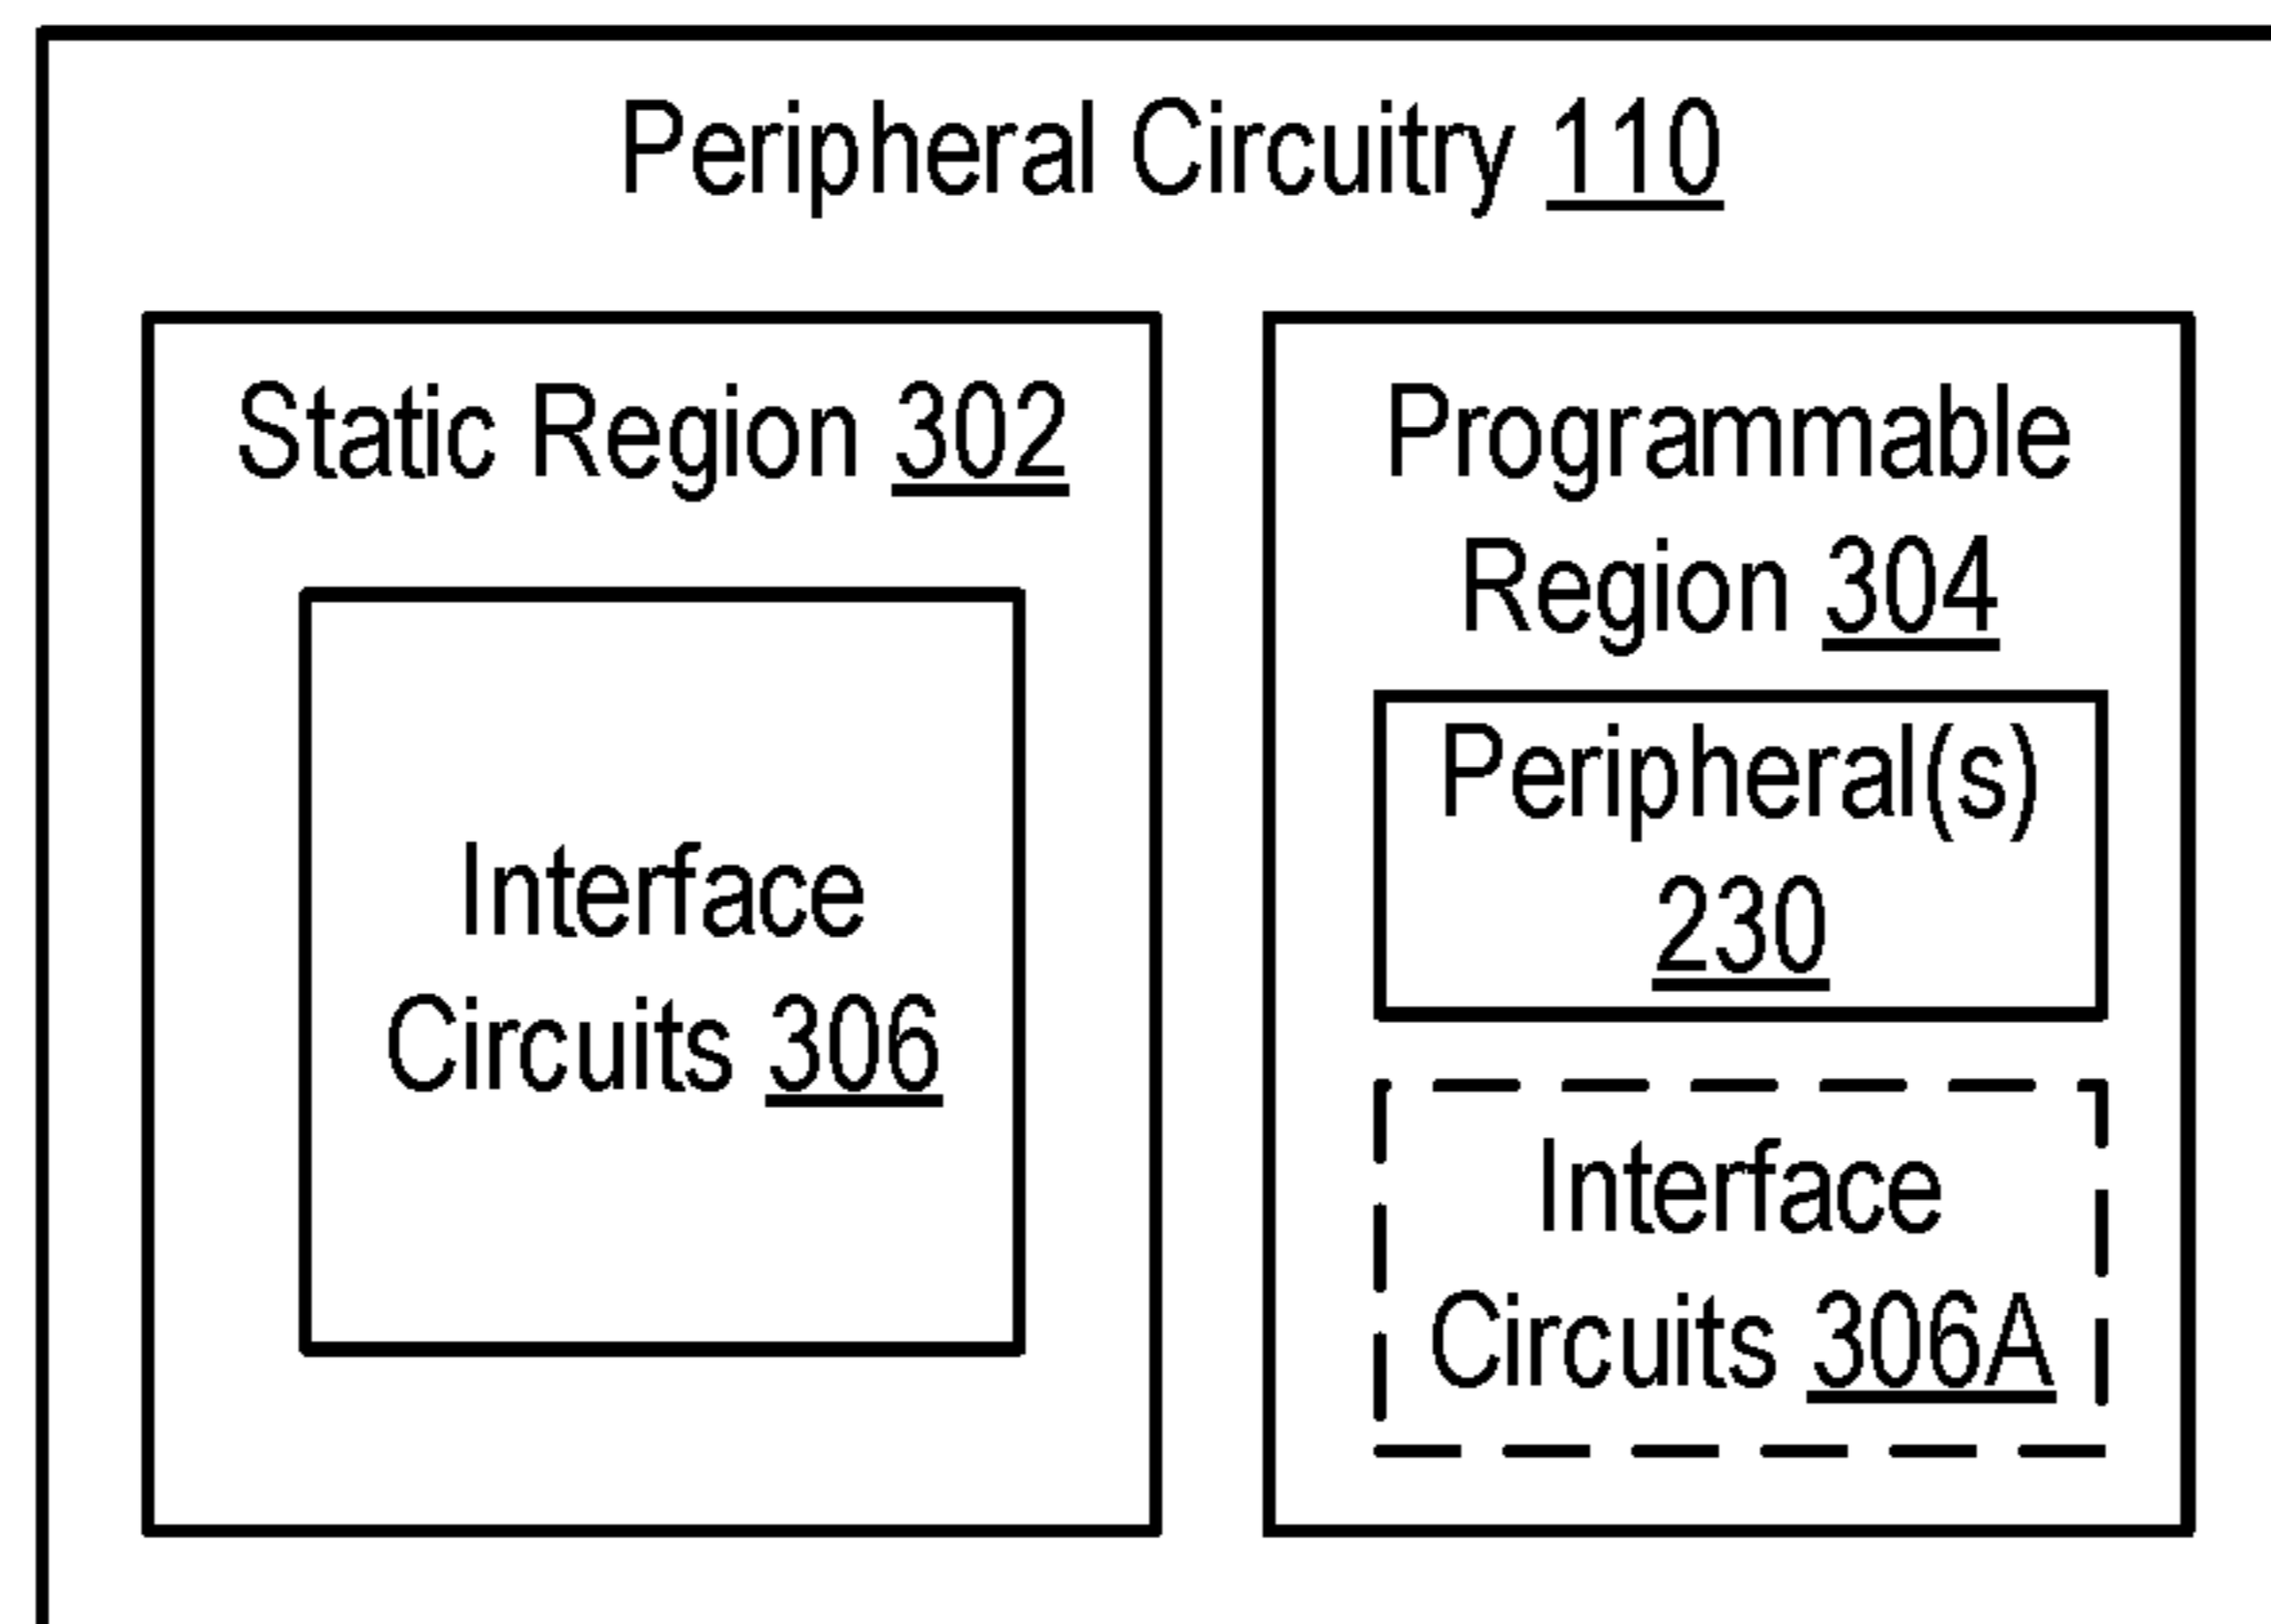 Peripheral Circuitry 110
Static Region 302
Interface
Circuits 306
Programmable
Region 304
Peripheral(s)
230
Interface
Circuits 306A